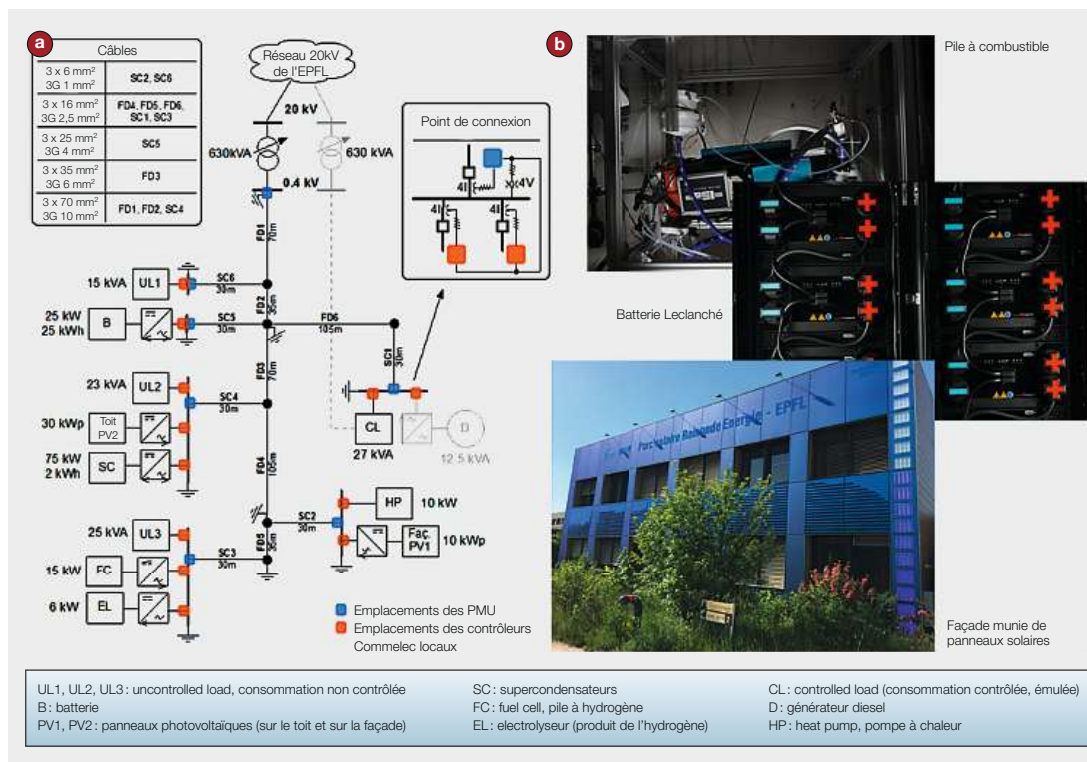 a
Câbles
3 x 6 mm²
3G 1 mm²
SC2, SC6
3 x 16 mm²
3G 2,5 mm²
FD4, FD5, FD6,
SC1, SC3
3 x 25 mm²
3G 4 mm²
SC5
3 x 35 mm²
3G 6 mm²
FD3
3 x 70 mm²
3G 10 mm²
FD1, FD2, SC4
Réseau 20kV
de l'EPFL
20 kV
630kVA
630 kVA
0.4 kV
Point de connexion
4I
4V
4I
4I
FD1
70m
15 kVA
UL1
SC6
30m
FD2
35m
25 kW
25 kWh
B
SC5
30m
FD6
105m
SC1
30m
FD3
70m
23 kVA
UL2
SC4
30m
30 kWp
Toit
PV2
CL
27 kVA
D
12.5 kVA
75 kW
2 kWh
SC
FD4
105m
HP
10 kW
SC2
30m
Faç.
PV1
10 kWp
25 kVA
UL3
FD5
35m
SC3
30m
15 kW
FC
6 kW
EL
Emplacements des PMU
Emplacements des contrôleurs
Commelec locaux
b
Pile à combustible
Batterie Leclanché
Parc solaire Romande Energie - EPFL
Façade munie de
panneaux solaires
UL1, UL2, UL3 : uncontrolled load, consommation non contrôlée
B : batterie
PV1, PV2 : panneaux photovoltaïques (sur le toit et sur la façade)
SC : supercondensateurs
FC : fuel cell, pile à hydrogène
EL : electrolyseur (produit de l'hydrogène)
CL : controlled load (consommation contrôlée, émulée)
D : générateur diesel
HP : heat pump, pompe à chaleur